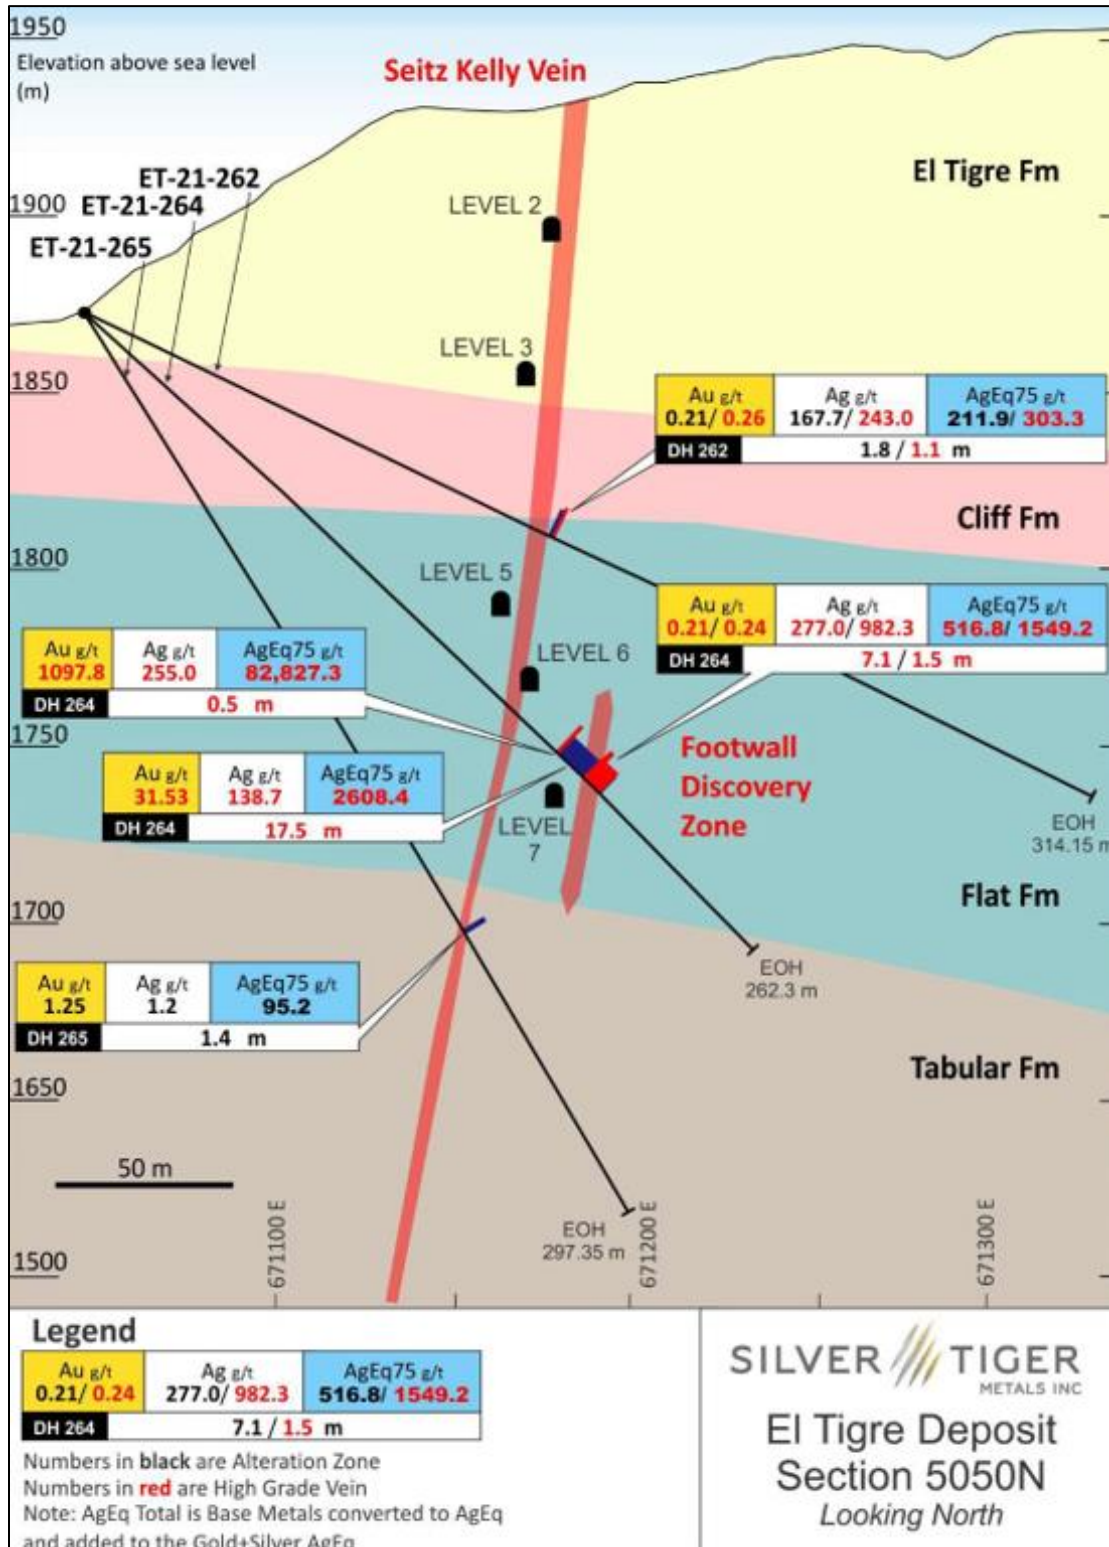 1950
Elevation above sea level
(m)
Seitz Kelly Vein
El Tigre Fm
ET-21-262
ET-21-264
ET-21-265
1900
LEVEL 2
LEVEL 3
1850
Au g/t Ag g/t AgEq75 g/t
0.21/ 0.26 167.7/ 243.0 211.9/ 303.3
DH 262 1.8 / 1.1 m
Cliff Fm
1800
LEVEL 5
Au g/t Ag g/t AgEq75 g/t
0.21/ 0.24 277.0/ 982.3 516.8/ 1549.2
DH 264 7.1 / 1.5 m
LEVEL 6
Au g/t Ag g/t AgEq75 g/t
1097.8 255.0 82,827.3
DH 264 0.5 m
1750
Footwall
Discovery
Zone
Au g/t Ag g/t AgEq75 g/t
31.53 138.7 2608.4
DH 264 17.5 m
LEVEL
7
EOH
314.15 m
Flat Fm
1700
EOH
262.3 m
Au g/t Ag g/t AgEq75 g/t
1.25 1.2 95.2
DH 265 1.4 m
Tabular Fm
1650
50 m
EOH
297.35 m
1500
671100 E
671200 E
671300 E
Legend
Au g/t Ag g/t AgEq75 g/t
0.21/ 0.24 277.0/ 982.3 516.8/ 1549.2
DH 264 7.1 / 1.5 m
Numbers in black are Alteration Zone
Numbers in red are High Grade Vein
Note: AgEq Total is Base Metals converted to AgEq
and added to the Gold+Silver AgEq
SILVER TIGER
METALS INC
El Tigre Deposit
Section 5050N
Looking North